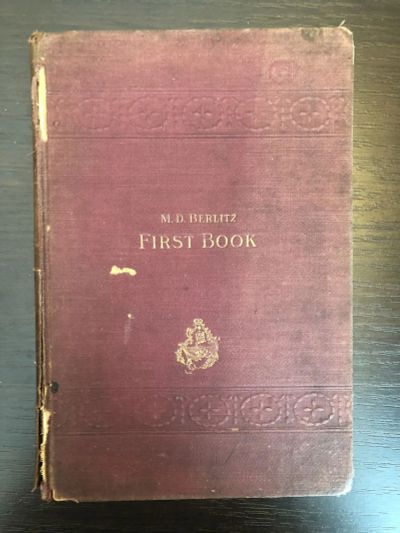 M. D. BERLITZ
FIRST BOOK